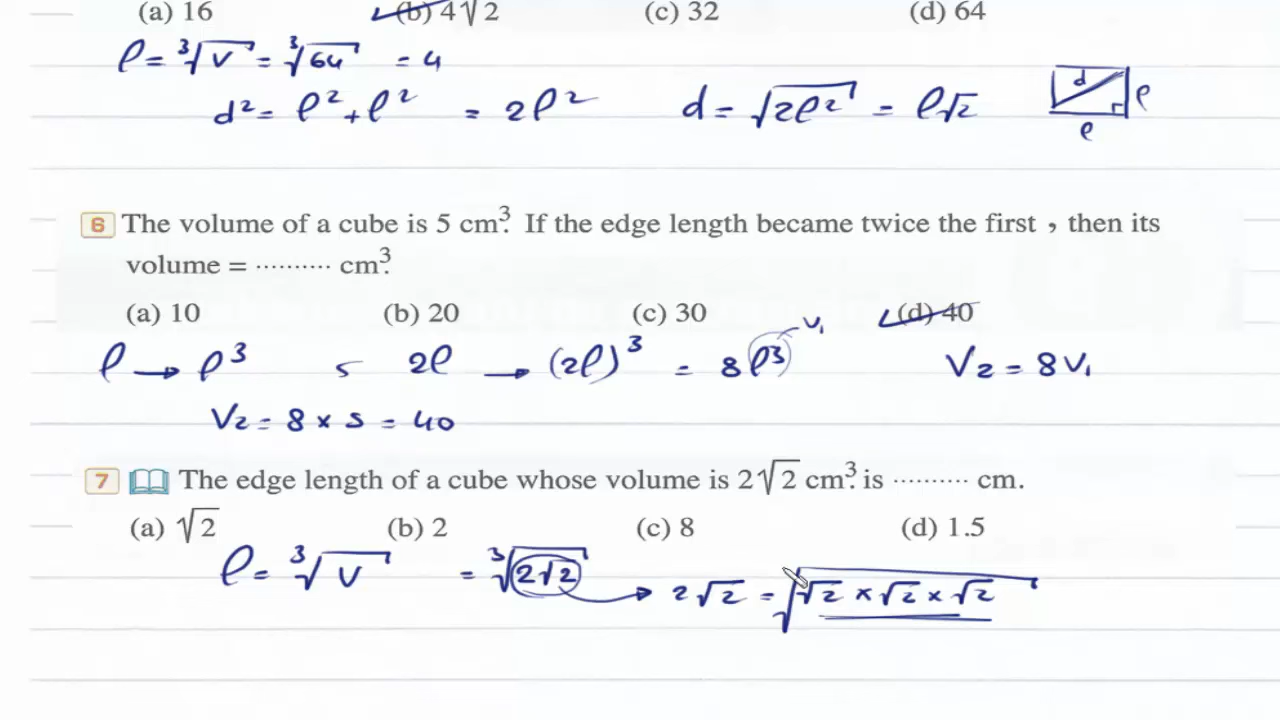 (a) 16 (b) 4√2 (c) 32 (d) 64
ℓ = ∛V = ∛64 = 4
d² = ℓ² + ℓ² = 2ℓ² d = √2ℓ² = ℓ√2 d ℓ
ℓ
6 The volume of a cube is 5 cm³. If the edge length became twice the first , then its
volume = ·········· cm³.
(a) 10 (b) 20 (c) 30 (d) 40
ℓ → ℓ³ , 2ℓ → (2ℓ)³ = 8ℓ³ V₁ V₂ = 8V₁
V₂ = 8 × 5 = 40
7 The edge length of a cube whose volume is 2√2 cm³. is ·········· cm.
(a) √2 (b) 2 (c) 8 (d) 1.5
ℓ = ∛V = ∛2√2 → 2√2 = √√2 × √2 × √2